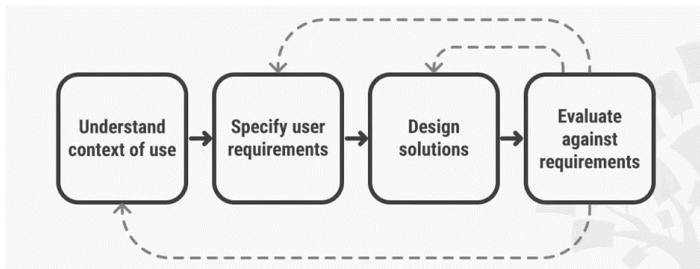 Understand
context of use
Specify user
requirements
Design
solutions
Evaluate
against
requirements